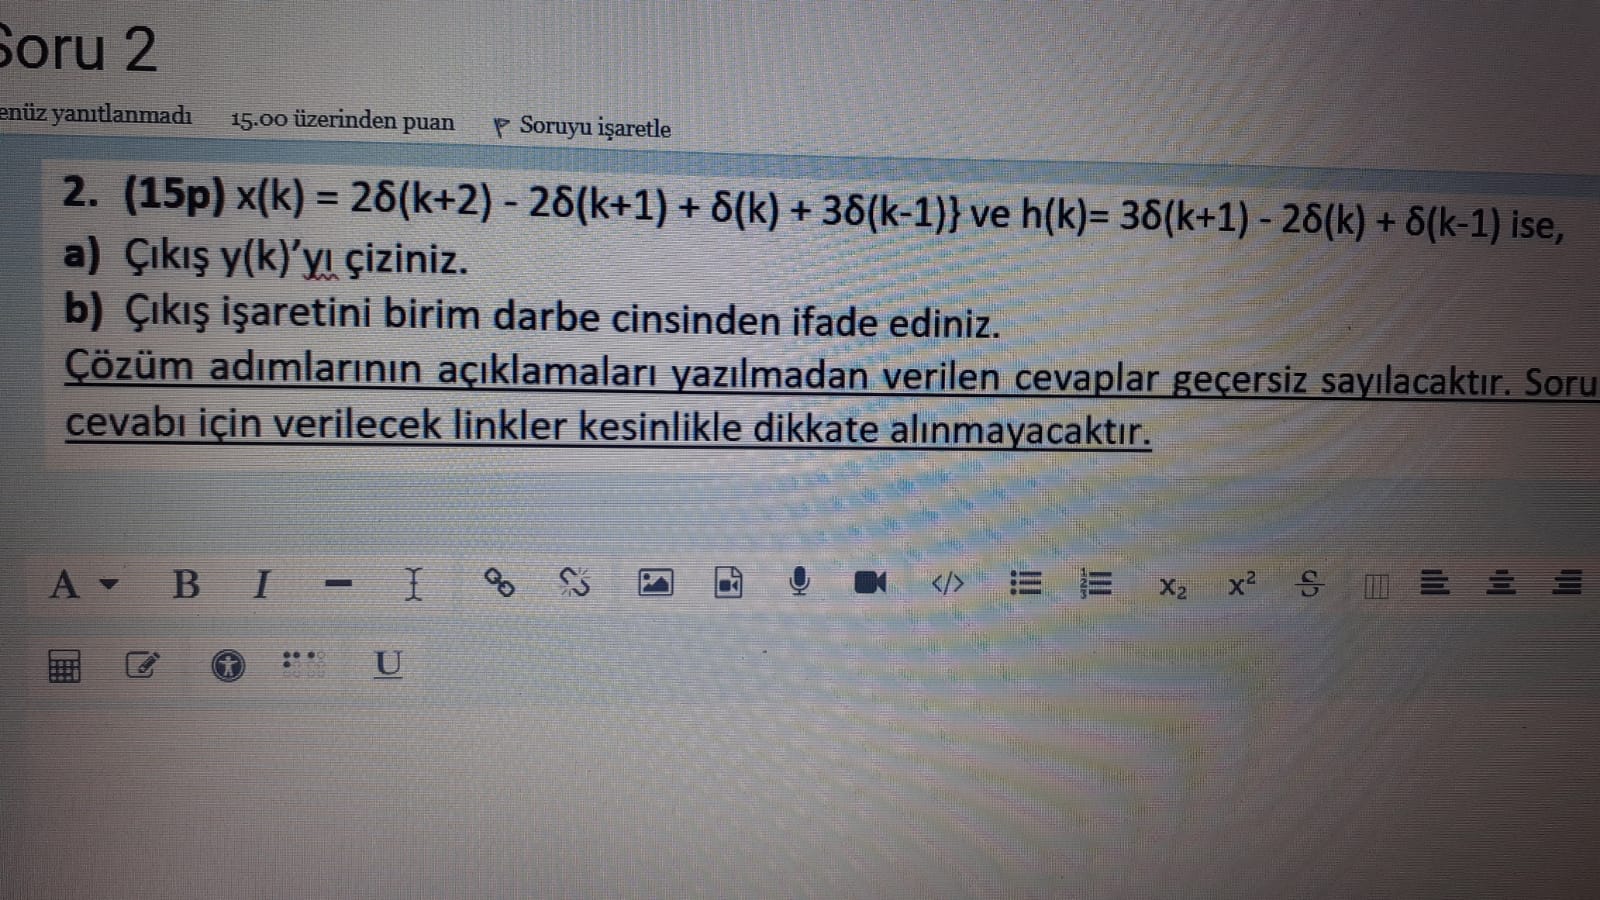 Soru 2
enüz yanıtlanmadı 15.00 üzerinden puan Soruyu işaretle
2. (15p) x(k) = 2δ(k+2) - 2δ(k+1) + δ(k) + 3δ(k-1)} ve h(k)= 3δ(k+1) - 2δ(k) + δ(k-1) ise,
a) Çıkış y(k)'yı çiziniz.
b) Çıkış işaretini birim darbe cinsinden ifade ediniz.
Çözüm adımlarının açıklamaları yazılmadan verilen cevaplar geçersiz sayılacaktır. Soru
cevabı için verilecek linkler kesinlikle dikkate alınmayacaktır.
A B I </> x₂ x² S
U